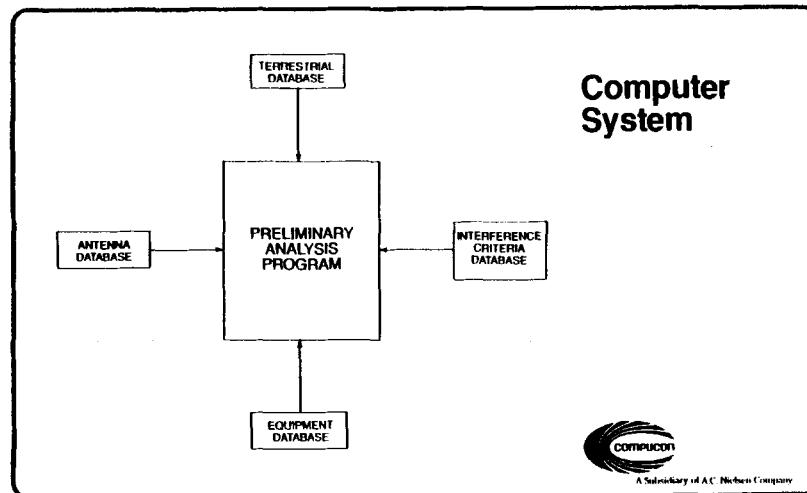 TERRESTRIAL
DATABASE
Computer
System
PRELIMINARY
ANALYSIS
PROGRAM
ANTENNA
DATABASE
INTERFERENCE
CRITERIA
DATABASE
EQUIPMENT
DATABASE
COMPUCON
A Subsidiary of A.C. Nielsen Company